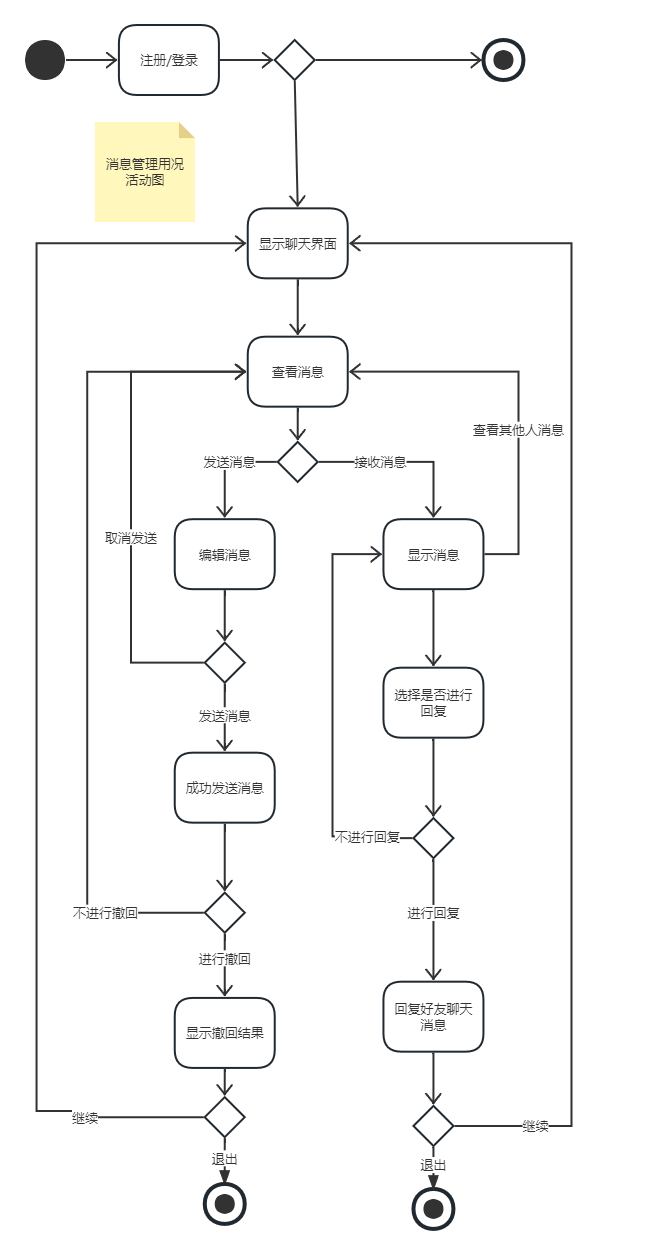 注册/登录
消息管理用况
活动图
显示聊天界面
查看消息
查看其他人消息
发送消息
接收消息
取消发送
编辑消息
显示消息
选择是否进行
回复
发送消息
成功发送消息
不进行回复
不进行撤回
进行回复
进行撤回
回复好友聊天
消息
显示撤回结果
继续
继续
退出
退出